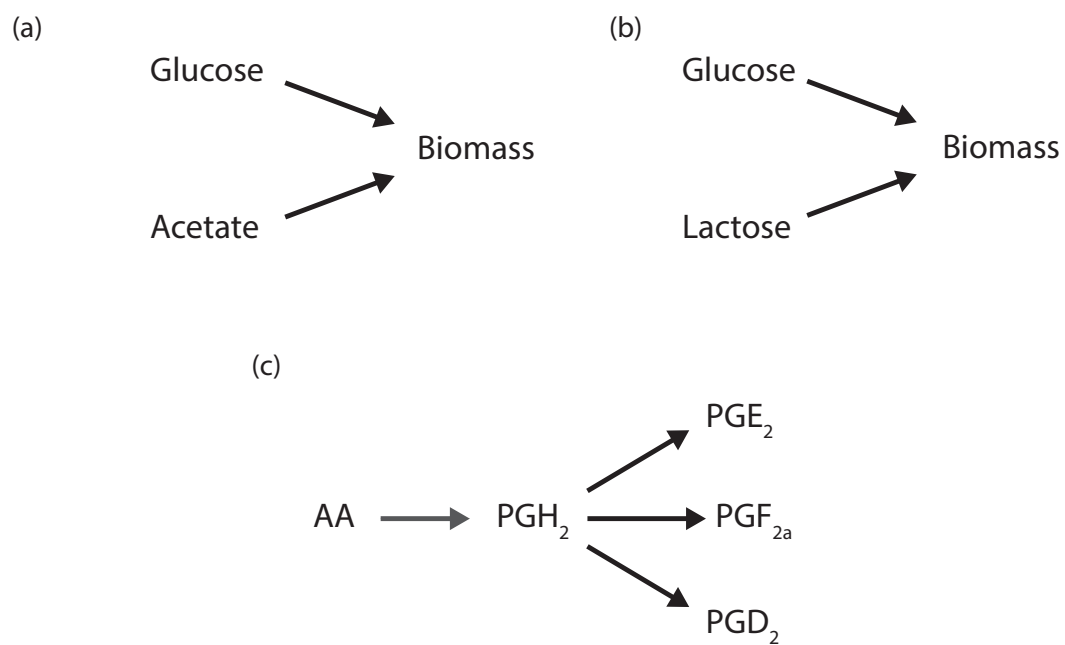 (a)
Glucose
Acetate
Biomass
(b)
Glucose
Lactose
Biomass
(c)
AA
PGH₂
PGE₂
PGF₂ₐ
PGD₂